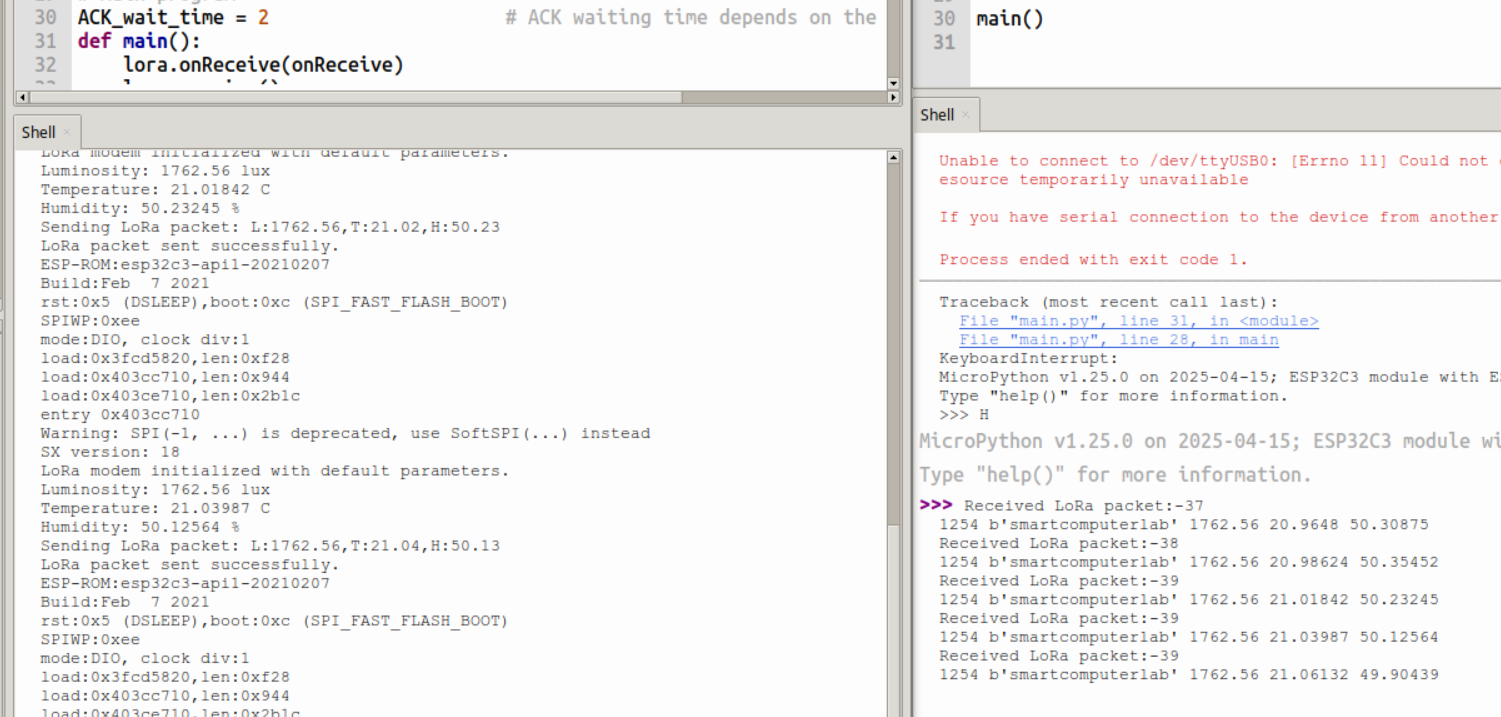 30 ACK_wait_time = 2 # ACK waiting time depends on the
31 def main():
32 lora.onReceive(onReceive)
Shell ×
LoRa modem initialized with default parameters.
Luminosity: 1762.56 lux
Temperature: 21.01842 C
Humidity: 50.23245 %
Sending LoRa packet: L:1762.56,T:21.02,H:50.23
LoRa packet sent successfully.
ESP-ROM:esp32c3-api1-20210207
Build:Feb  7 2021
rst:0x5 (DSLEEP),boot:0xc (SPI_FAST_FLASH_BOOT)
SPIWP:0xee
mode:DIO, clock div:1
load:0x3fcd5820,len:0xf28
load:0x403cc710,len:0x944
load:0x403ce710,len:0x2b1c
entry 0x403cc710
Warning: SPI(-1, ...) is deprecated, use SoftSPI(...) instead
SX version: 18
LoRa modem initialized with default parameters.
Luminosity: 1762.56 lux
Temperature: 21.03987 C
Humidity: 50.12564 %
Sending LoRa packet: L:1762.56,T:21.04,H:50.13
LoRa packet sent successfully.
ESP-ROM:esp32c3-api1-20210207
Build:Feb  7 2021
rst:0x5 (DSLEEP),boot:0xc (SPI_FAST_FLASH_BOOT)
SPIWP:0xee
mode:DIO, clock div:1
load:0x3fcd5820,len:0xf28
load:0x403cc710,len:0x944
load:0x403ce710,len:0x2b1c
30 main()
31
Shell ×
Unable to connect to /dev/ttyUSB0: [Errno 11] Could not
esource temporarily unavailable
If you have serial connection to the device from another
Process ended with exit code 1.
Traceback (most recent call last):
File "main.py", line 31, in <module>
File "main.py", line 28, in main
KeyboardInterrupt:
MicroPython v1.25.0 on 2025-04-15; ESP32C3 module with
Type "help()" for more information.
>>> H
MicroPython v1.25.0 on 2025-04-15; ESP32C3 module
Type "help()" for more information.
>>> Received LoRa packet:-37
1254 b'smartcomputerlab' 1762.56 20.9648 50.30875
Received LoRa packet:-38
1254 b'smartcomputerlab' 1762.56 20.98624 50.35452
Received LoRa packet:-39
1254 b'smartcomputerlab' 1762.56 21.01842 50.23245
Received LoRa packet:-39
1254 b'smartcomputerlab' 1762.56 21.03987 50.12564
Received LoRa packet:-39
1254 b'smartcomputerlab' 1762.56 21.06132 49.90439